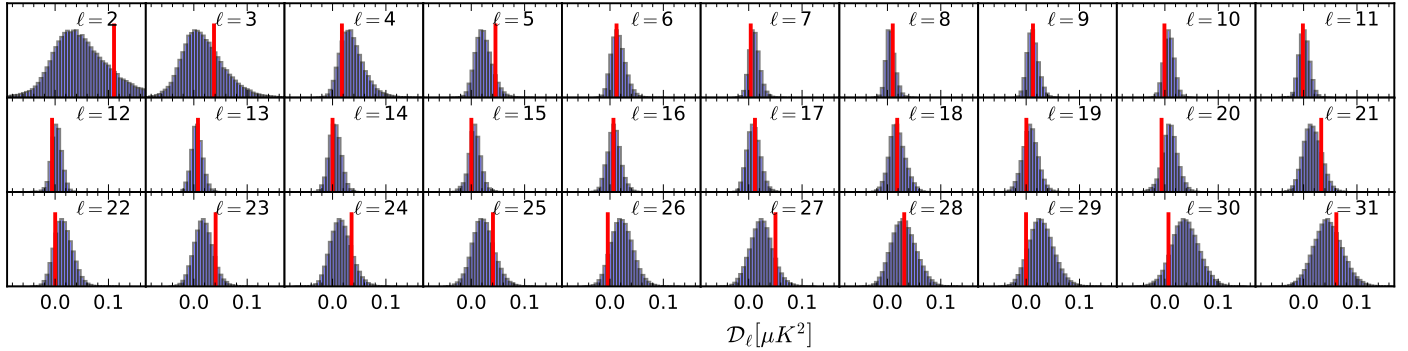 ℓ=2 ℓ=3 ℓ=4 ℓ=5 ℓ=6 ℓ=7 ℓ=8 ℓ=9 ℓ=10 ℓ=11
ℓ=12 ℓ=13 ℓ=14 ℓ=15 ℓ=16 ℓ=17 ℓ=18 ℓ=19 ℓ=20 ℓ=21
ℓ=22 ℓ=23 ℓ=24 ℓ=25 ℓ=26 ℓ=27 ℓ=28 ℓ=29 ℓ=30 ℓ=31
0.0 0.1 0.0 0.1 0.0 0.1 0.0 0.1 0.0 0.1 0.0 0.1 0.0 0.1 0.0 0.1 0.0 0.1 0.0 0.1
𝒟ℓ[μK²]